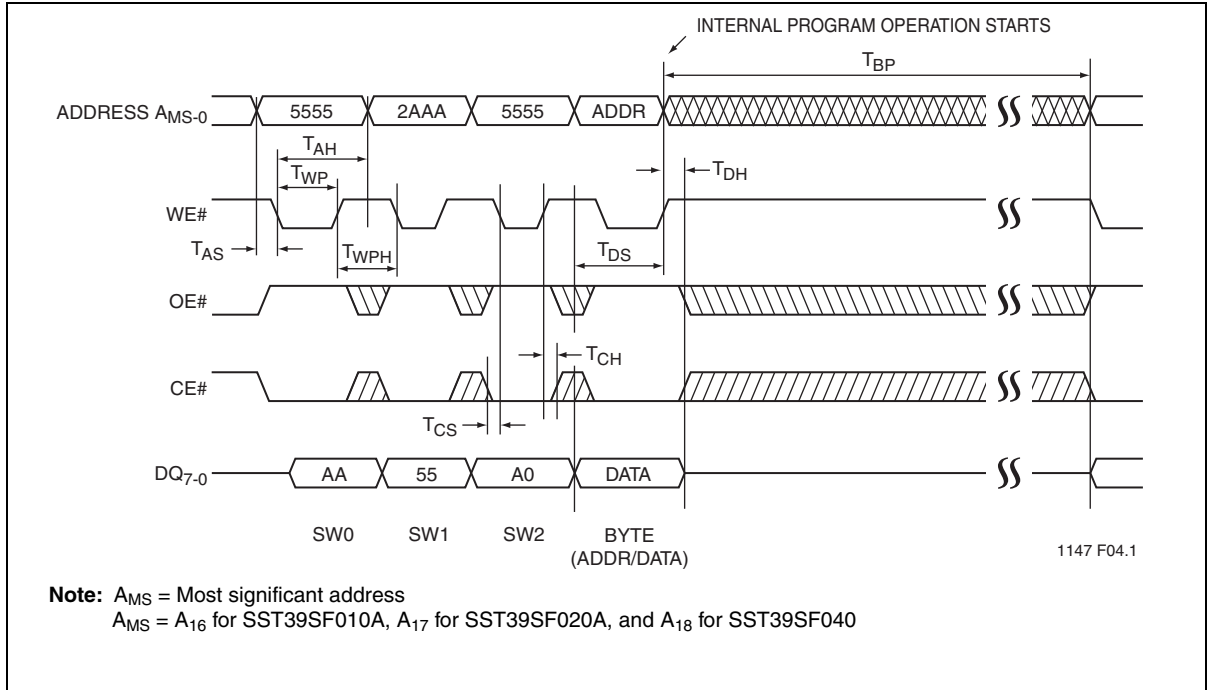 INTERNAL PROGRAM OPERATION STARTS
TBP
ADDRESS AMS-0 5555 2AAA 5555 ADDR
TAH
TWP
TDH
WE#
TAS
TWPH
TDS
OE#
TCH
CE#
TCS
DQ7-0 AA 55 A0 DATA
SW0 SW1 SW2 BYTE
(ADDR/DATA)
1147 F04.1
Note: AMS = Most significant address
AMS = A16 for SST39SF010A, A17 for SST39SF020A, and A18 for SST39SF040